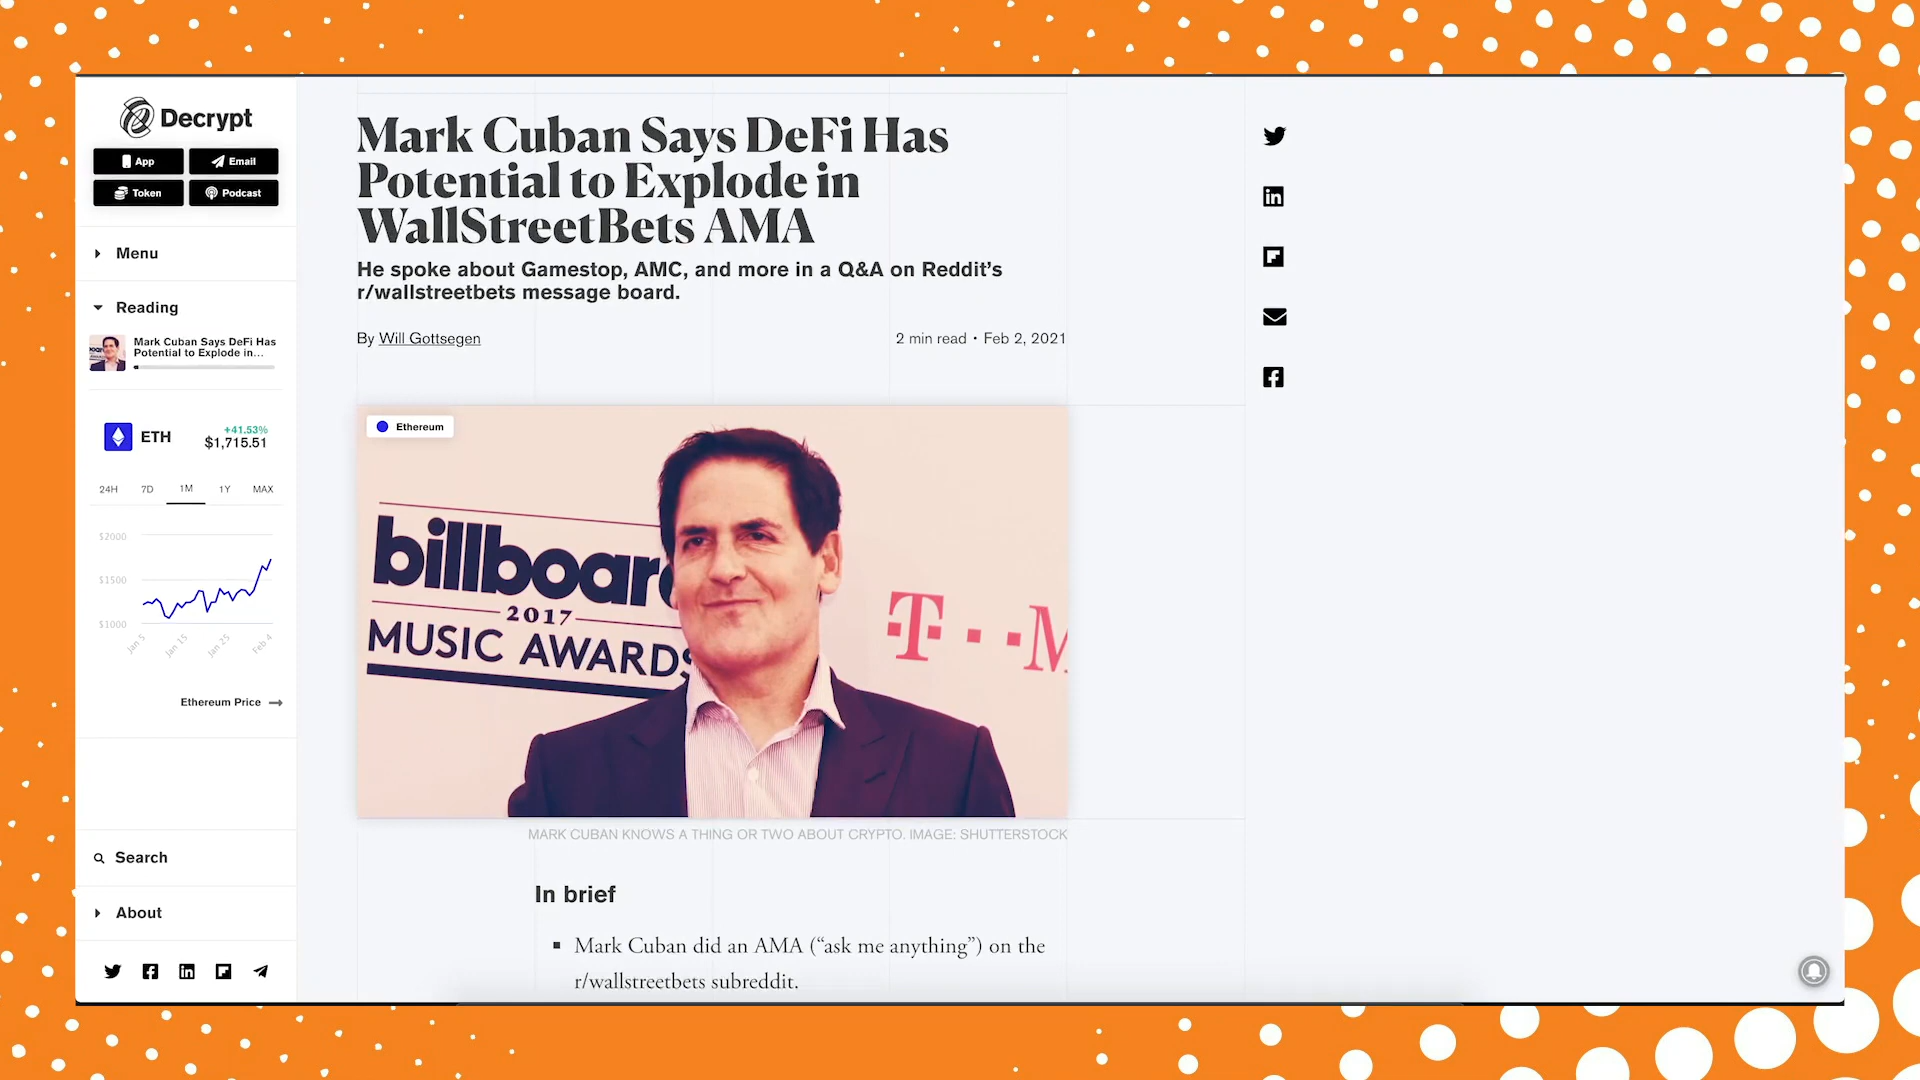 Decrypt
App
Email
Token
Podcast
Menu
Reading
Mark Cuban Says DeFi Has
Potential to Explode in...
ETH
+41.53%
$1,715.51
24H
7D
1M
1Y
MAX
$2000
$1500
$1000
Jan 5
Jan 15
Jan 25
Feb 4
Ethereum Price
Search
About
Mark Cuban Says DeFi Has
Potential to Explode in
WallStreetBets AMA
He spoke about Gamestop, AMC, and more in a Q&A on Reddit’s
r/wallstreetbets message board.
By Will Gottsegen
2 min read • Feb 2, 2021
Ethereum
billboar
2017
MUSIC AWARDS
T
M
MARK CUBAN KNOWS A THING OR TWO ABOUT CRYPTO. IMAGE: SHUTTERSTOCK
In brief
Mark Cuban did an AMA (“ask me anything”) on the
r/wallstreetbets subreddit.